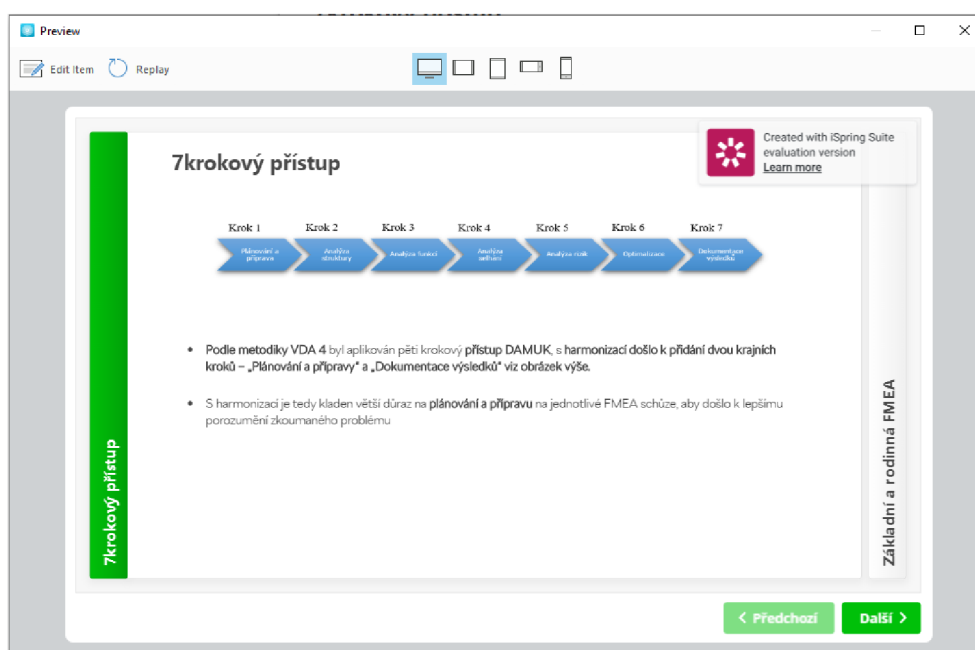 Preview
Edit Item
Replay
Created with iSpring Suite
evaluation version
Learn more
7krokový přístup
Krok 1
Krok 2
Krok 3
Krok 4
Krok 5
Krok 6
Krok 7
Plánování a
příprava
Analýza
struktury
Analýza funkcí
Analýza
selhání
Analýza rizik
Optimalizace
Dokumentace
výsledků
• Podle metodiky VDA 4 byl aplikován pěti krokový přístup DAMUK, s harmonizací došlo k přidání dvou krajních
kroků – „Plánování a přípravy" a „Dokumentace výsledků" viz obrázek výše.
• S harmonizací je tedy kladen větší důraz na plánování a přípravu na jednotlivé FMEA schůze, aby došlo k lepšímu
porozumění zkoumaného problému
7krokový přístup
Základní a rodinná FMEA
< Předchozí
Další >